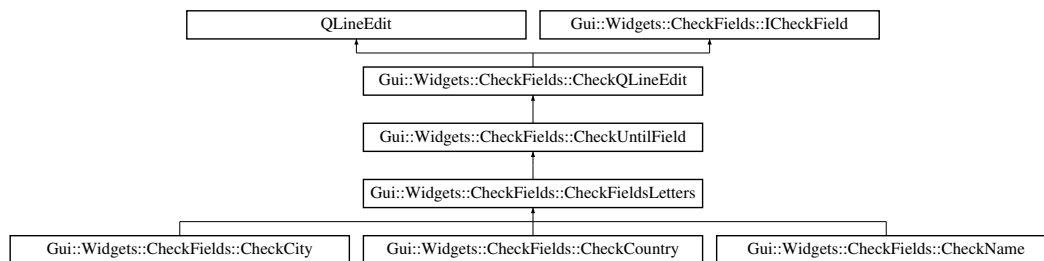 QLineEdit
Gui::Widgets::CheckFields::ICheckField
Gui::Widgets::CheckFields::CheckQLineEdit
Gui::Widgets::CheckFields::CheckUntilField
Gui::Widgets::CheckFields::CheckFieldsLetters
Gui::Widgets::CheckFields::CheckCity
Gui::Widgets::CheckFields::CheckCountry
Gui::Widgets::CheckFields::CheckName